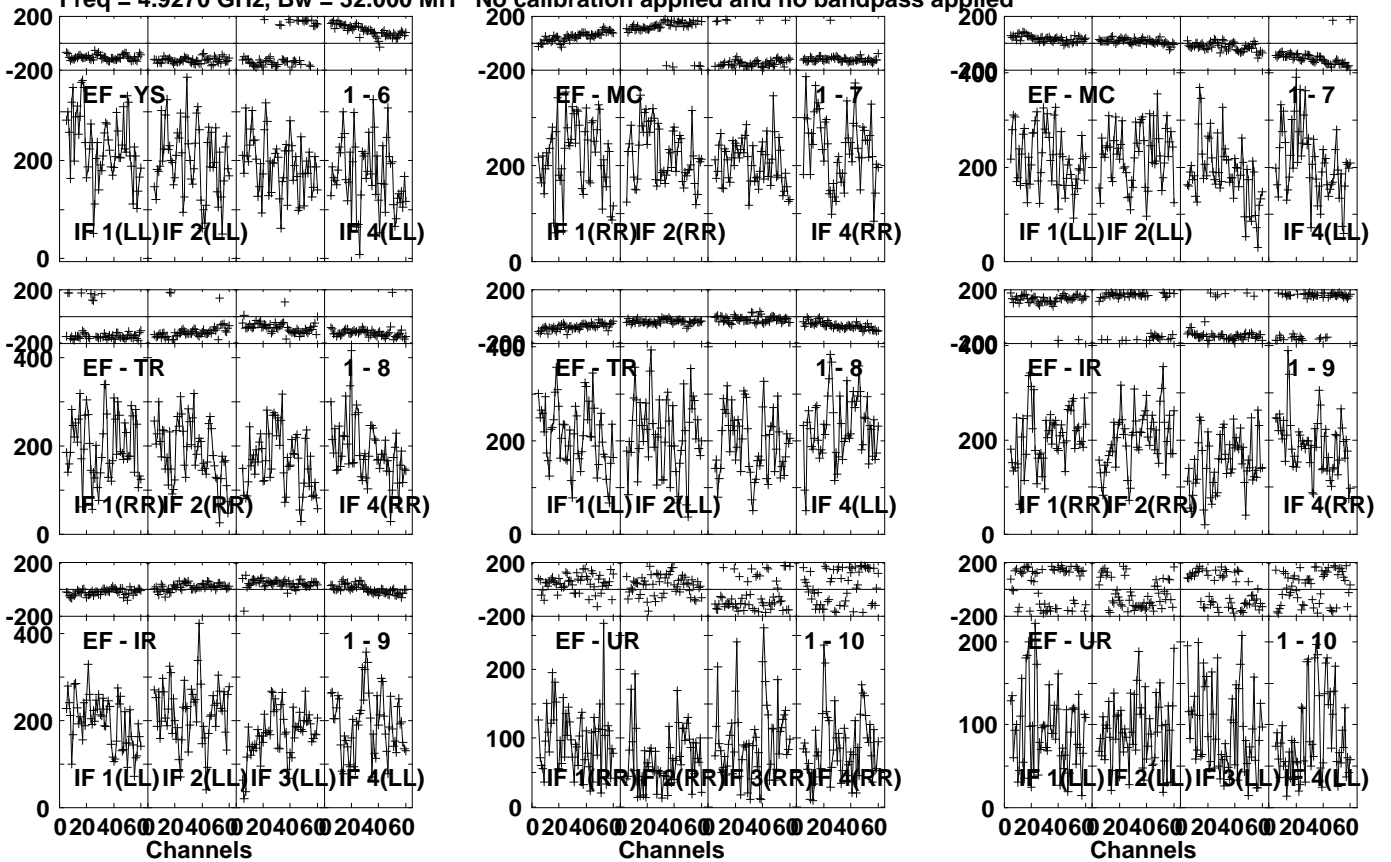 Freq = 4.9270 GHz, Bw = 32.000 MH No calibration applied and no bandpass applied
200 200 200
-200 -200 -200
400
EF - YS 1 - 6 EF - MC 1 - 7 EF - MC 1 - 7
200 200 200
IF 1(LL) IF 2(LL) IF 4(LL) IF 1(RR) IF 2(RR) IF 4(RR) IF 1(LL) IF 2(LL) IF 4(LL)
0 0 0
200 200 200
-200 -200 -200
400 400 400
EF - TR 1 - 8 EF - TR 1 - 8 EF - IR 1 - 9
200 200 200
IF 1(RR) IF 2(RR) IF 4(RR) IF 1(LL) IF 2(LL) IF 4(LL) IF 1(RR) IF 2(RR) IF 4(RR)
0 0 0
200 200 200
-200 -200 -200
400
EF - IR 1 - 9 EF - UR 1 - 10 EF - UR 1 - 10
200 200 200
100 100
IF 1(LL) IF 2(LL) IF 3(LL) IF 4(LL) IF 1(RR) IF 2(RR) IF 3(RR) IF 4(RR) IF 1(LL) IF 2(LL) IF 3(LL) IF 4(LL)
0 0 0
0 20 40 60 0 20 40 60 0 20 40 60 0 20 40 60 0 20 40 60 0 20 40 60 0 20 40 60 0 20 40 60 0 20 40 60 0 20 40 60 0 20 40 60 0 20 40 60
Channels Channels Channels